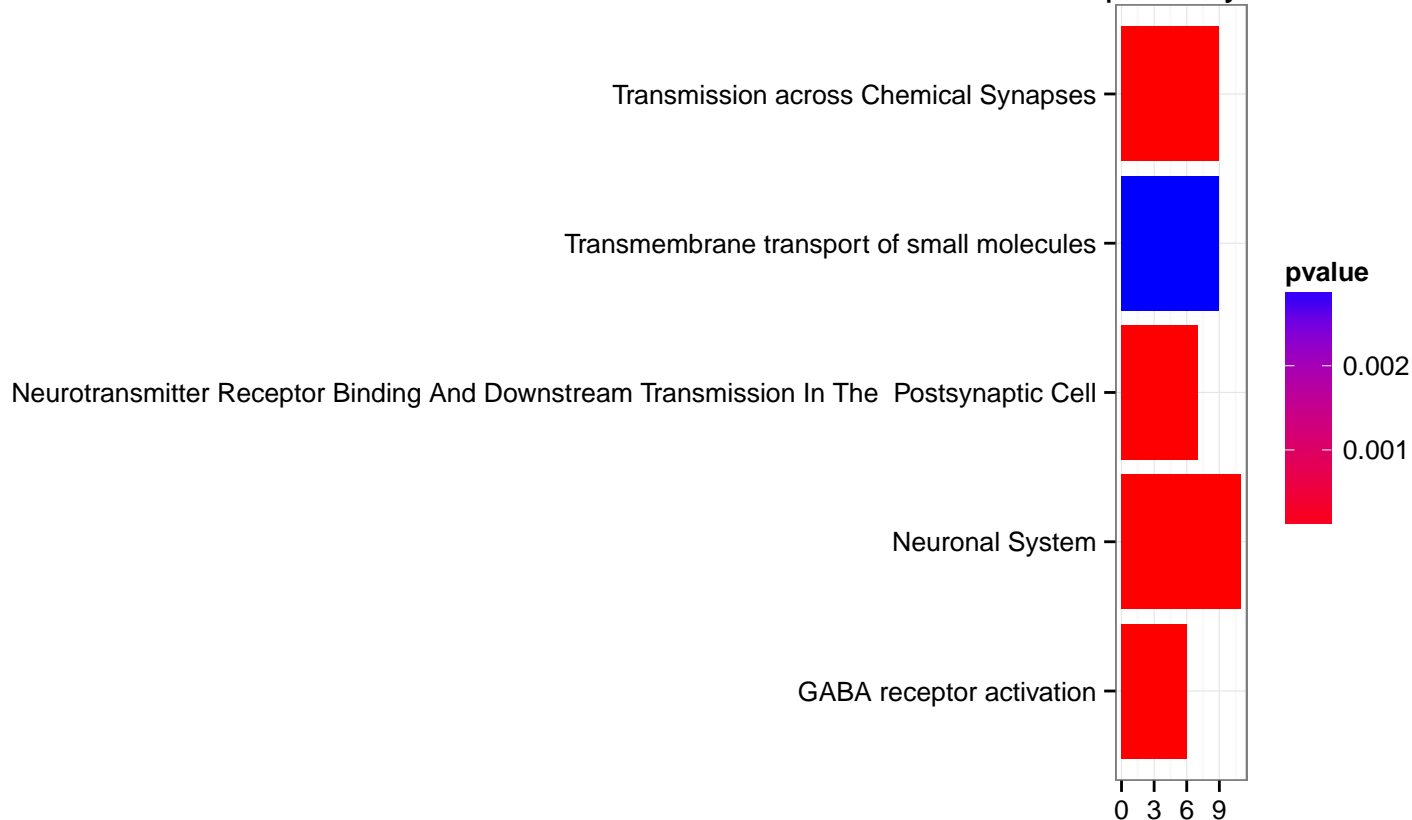 Transmission across Chemical Synapses
Transmembrane transport of small molecules
Neurotransmitter Receptor Binding And Downstream Transmission In The  Postsynaptic Cell
Neuronal System
GABA receptor activation
0 3 6 9
pvalue
0.002
0.001